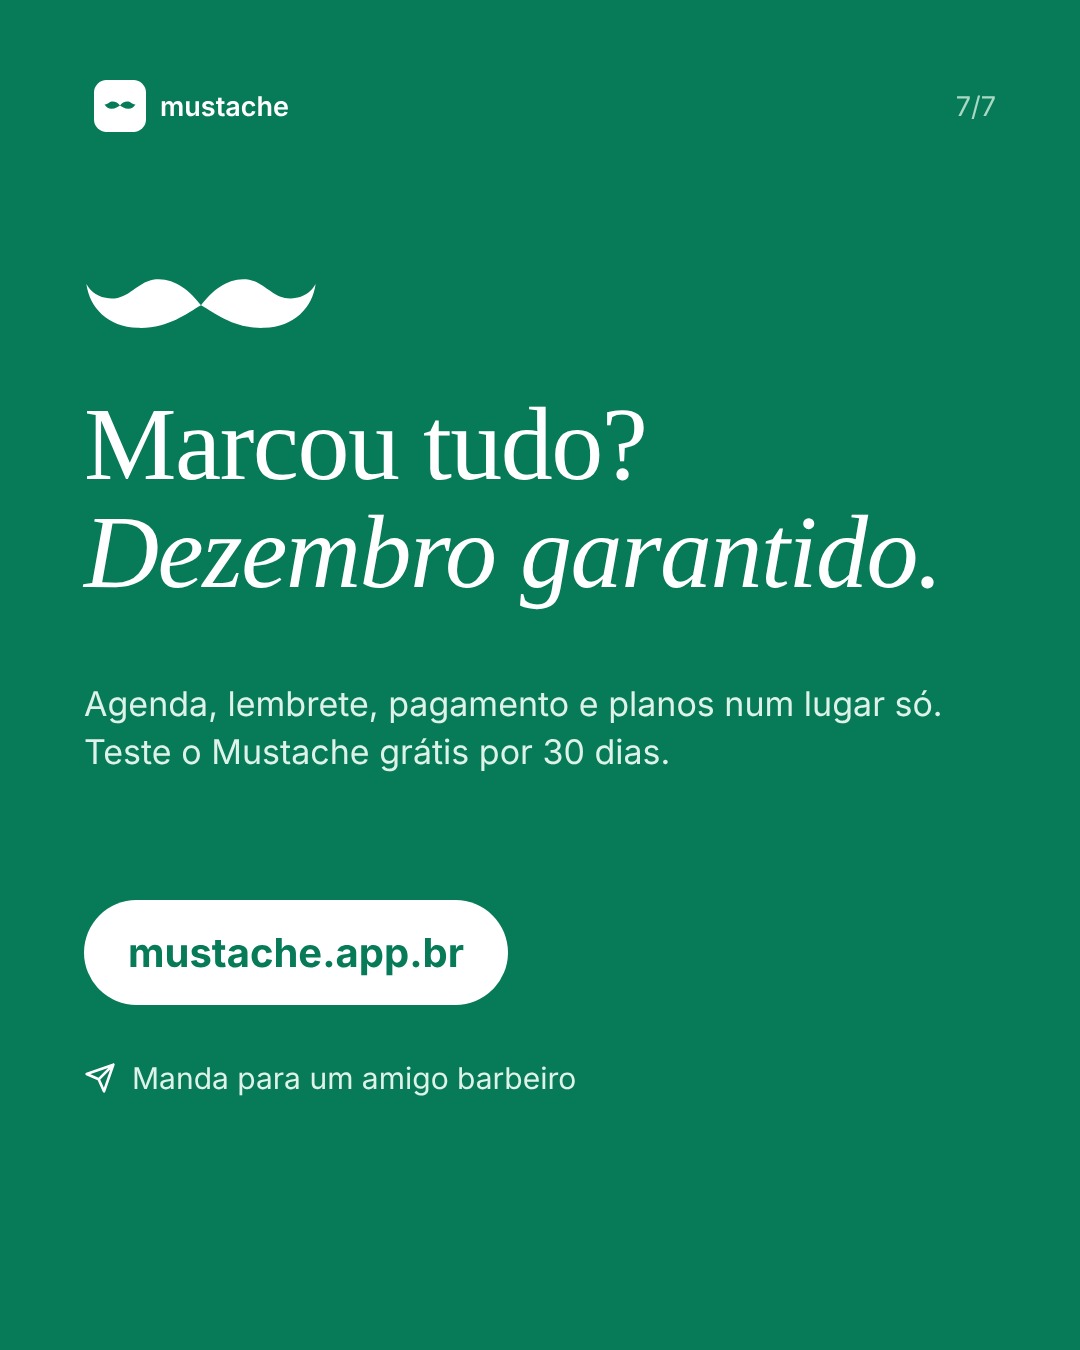 mustache
7/7
Marcou tudo?
Dezembro garantido.
Agenda, lembrete, pagamento e planos num lugar só.
Teste o Mustache grátis por 30 dias.
mustache.app.br
Manda para um amigo barbeiro